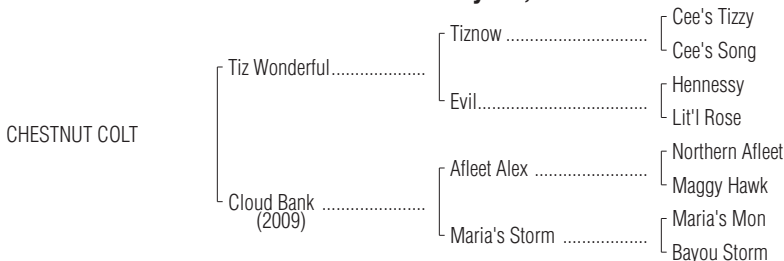 Cee's Tizzy
Tiznow ..............................
Cee's Song
Tiz Wonderful....................
Hennessy
Evil....................................
Lit'l Rose
CHESTNUT COLT
Northern Afleet
Afleet Alex ........................
Maggy Hawk
Cloud Bank ......................
(2009)
Maria's Mon
Maria's Storm ..................
Bayou Storm